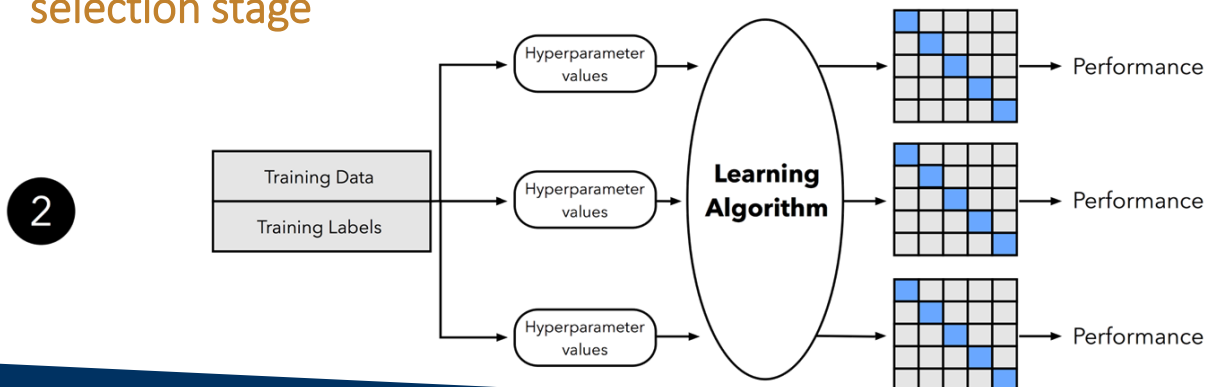 selection stage
Hyperparameter
values
Performance
2
Training Data
Training Labels
Hyperparameter
values
Learning
Algorithm
Performance
Hyperparameter
values
Performance